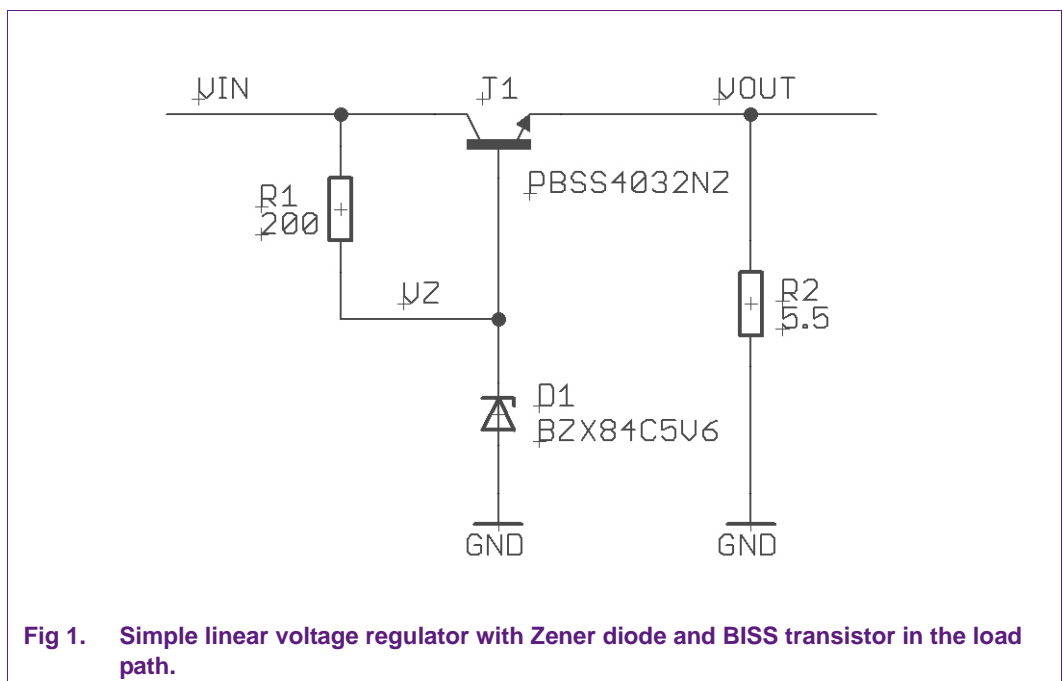 VIN
J1
VOUT
PBSS4032NZ
R1
200
VZ
R2
5.5
D1
BZX84C5V6
GND
GND
Fig 1. Simple linear voltage regulator with Zener diode and BISS transistor in the load
path.